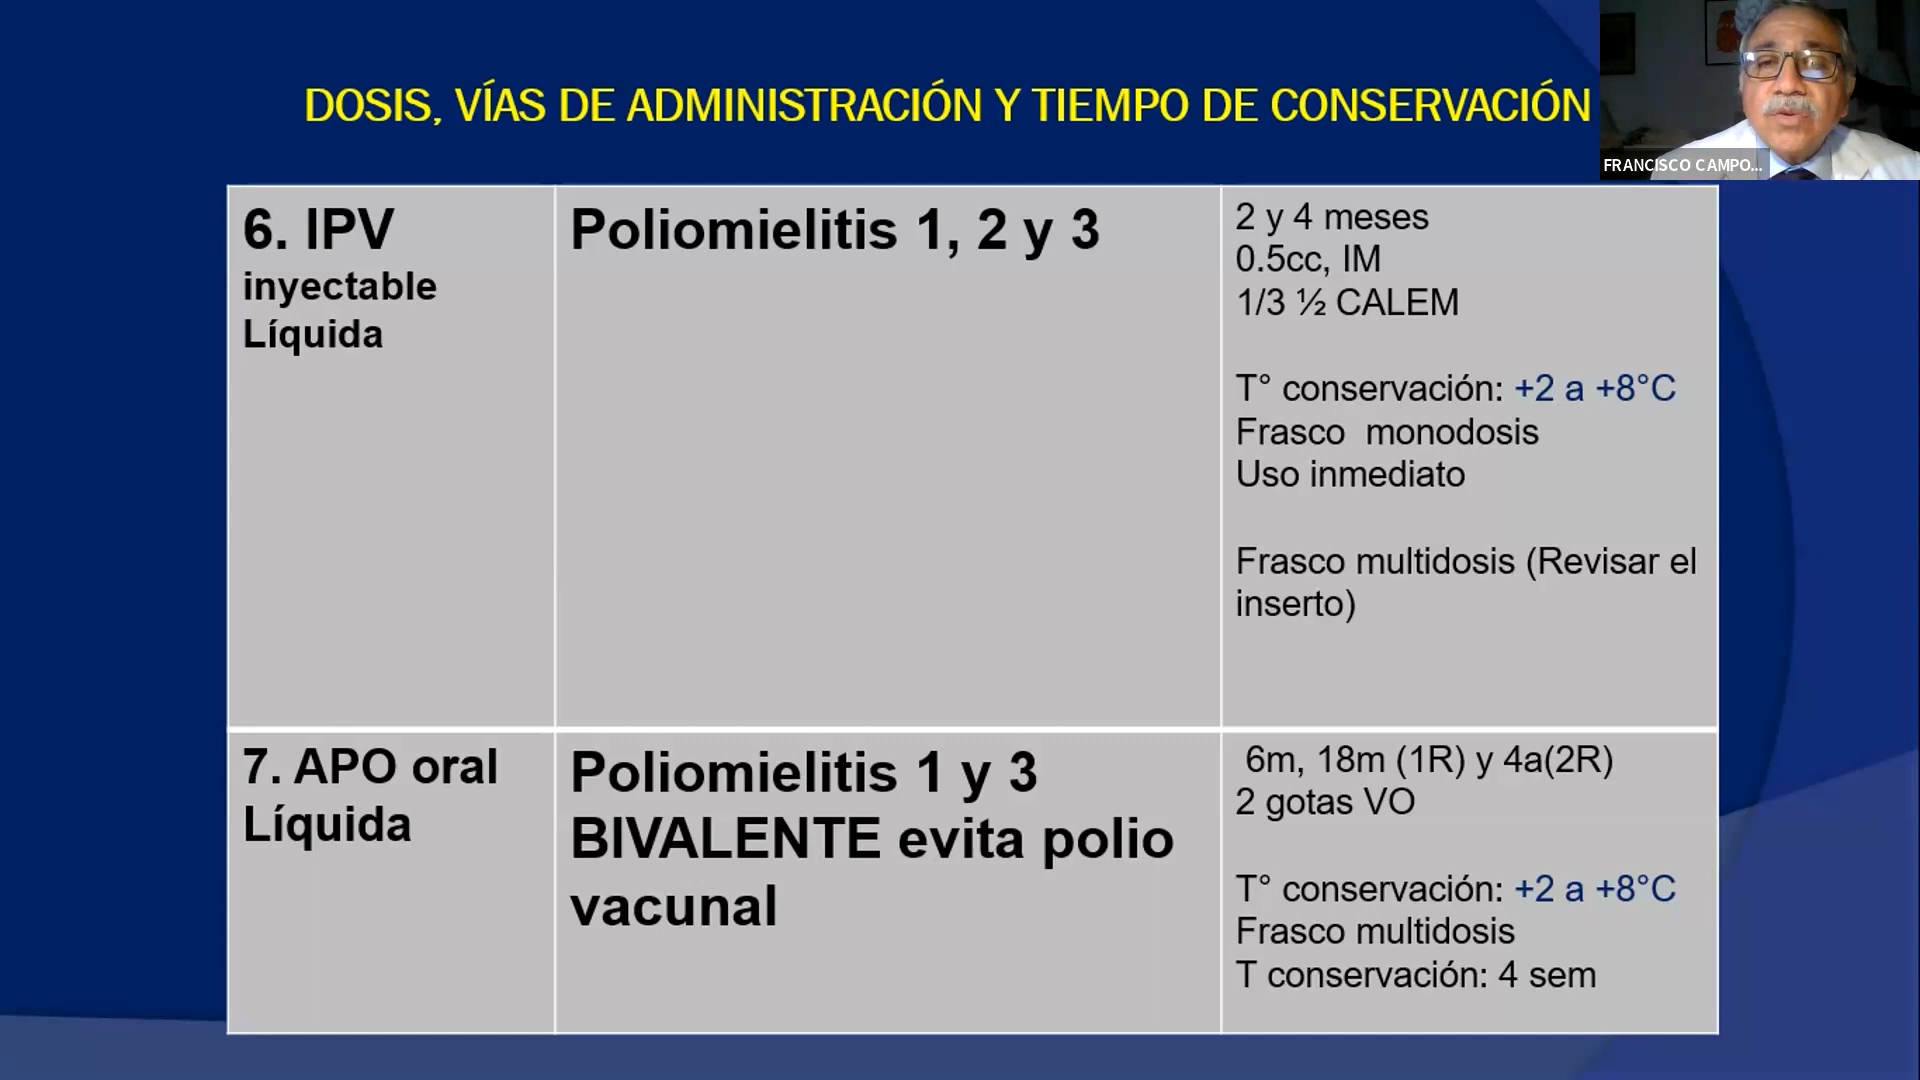 DOSIS, VÍAS DE ADMINISTRACIÓN Y TIEMPO DE CONSERVACIÓN
FRANCISCO CAMPO...
6. IPV
inyectable
Líquida
Poliomielitis 1, 2 y 3
2 y 4 meses
0.5cc, IM
1/3 ½ CALEM
T° conservación: +2 a +8°C
Frasco  monodosis
Uso inmediato
Frasco multidosis (Revisar el
inserto)
7. APO oral
Líquida
Poliomielitis 1 y 3
BIVALENTE evita polio
vacunal
6m, 18m (1R) y 4a(2R)
2 gotas VO
T° conservación: +2 a +8°C
Frasco multidosis
T conservación: 4 sem